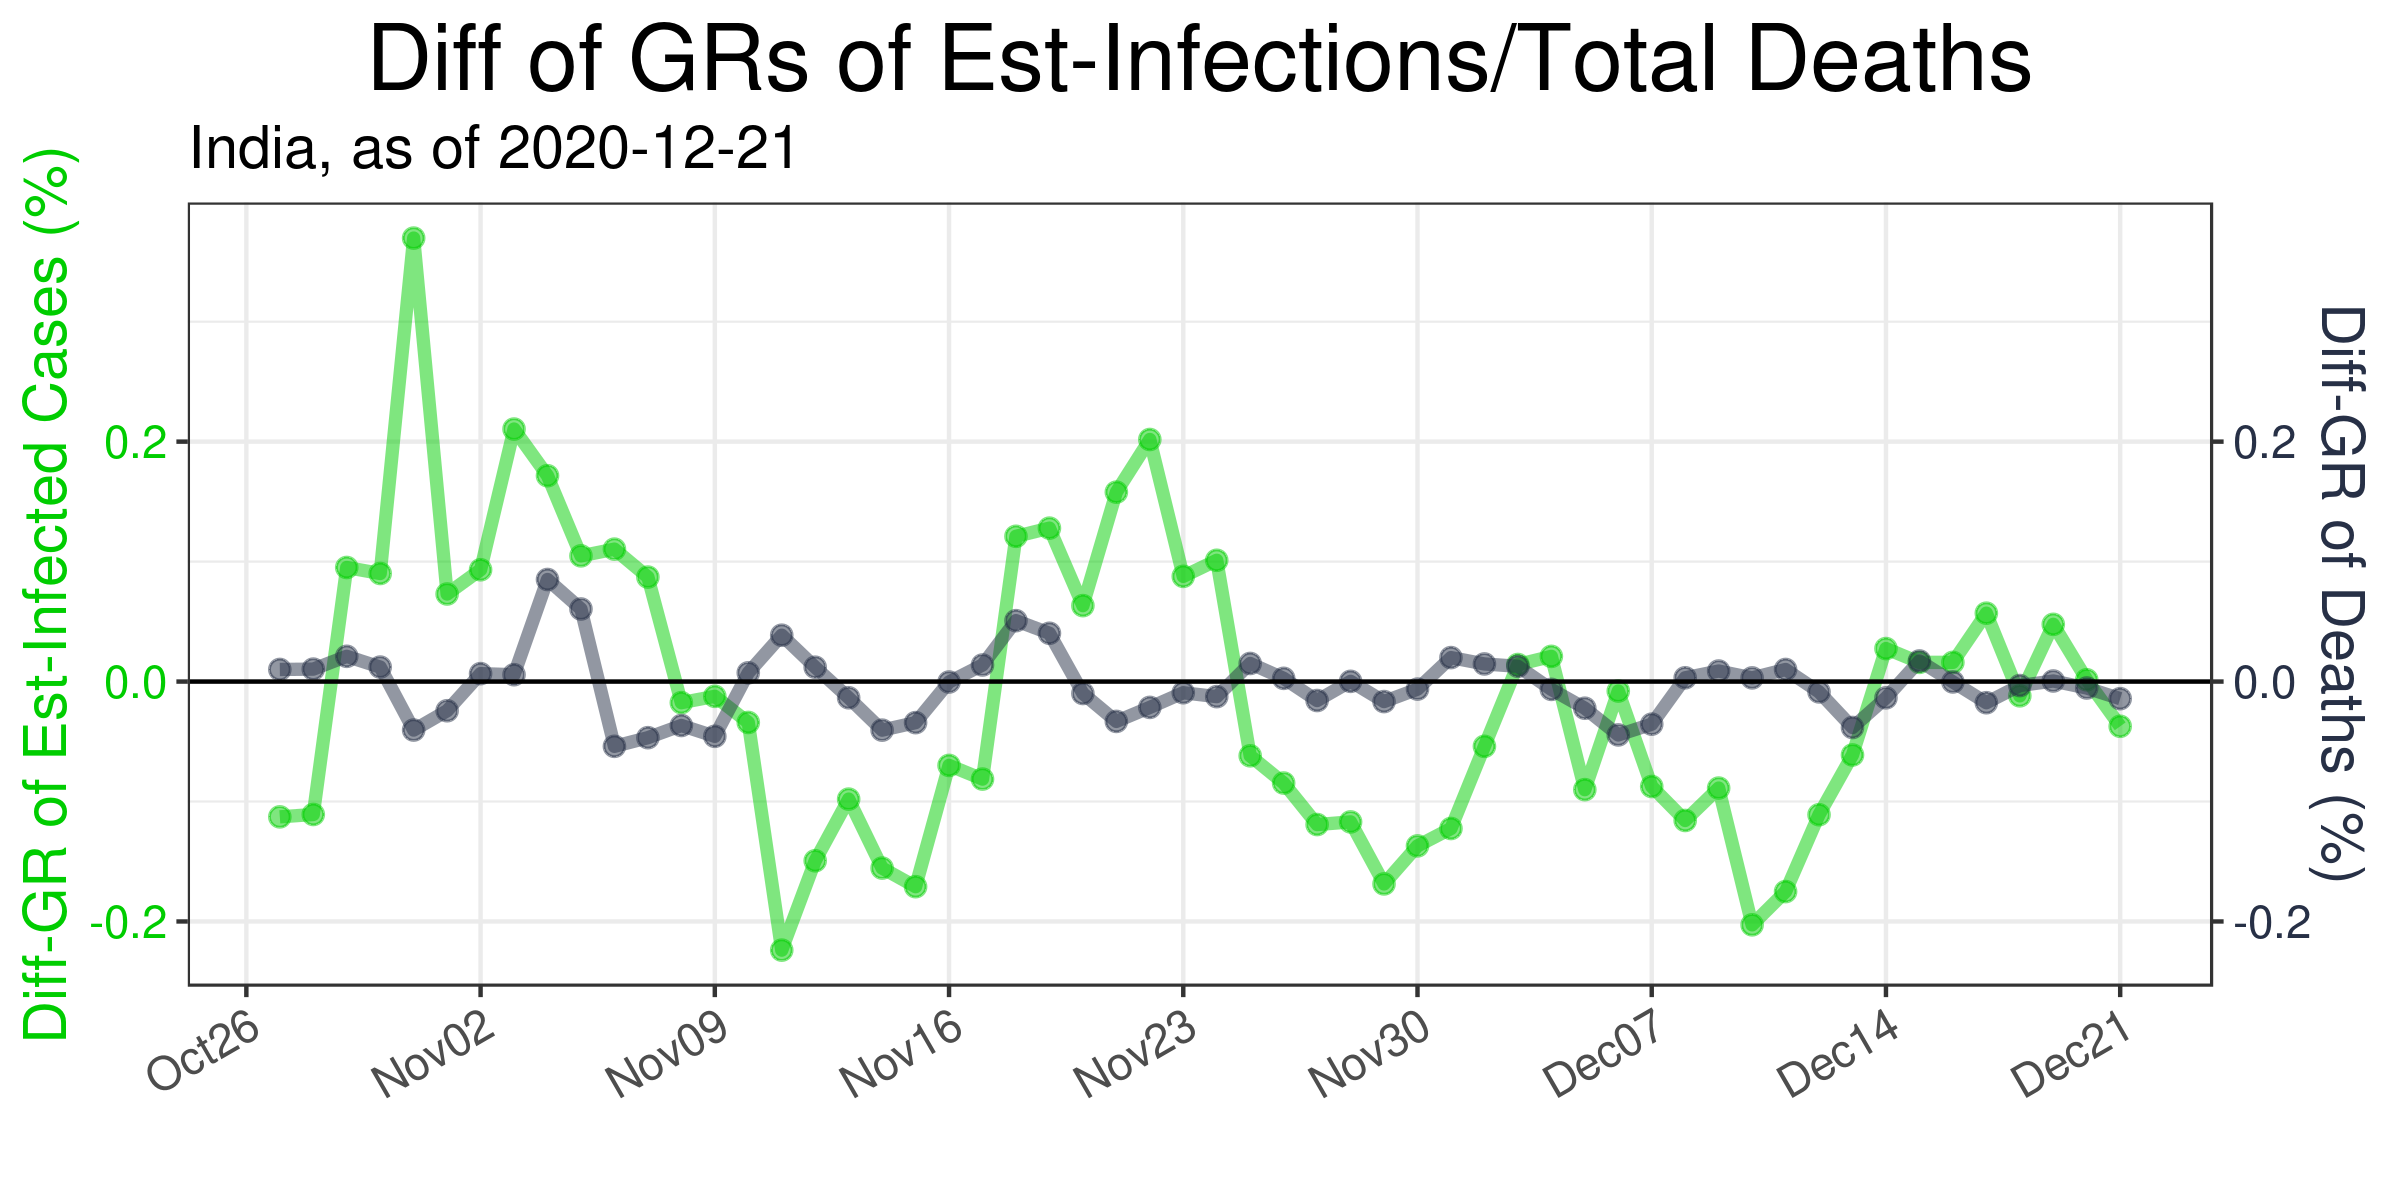 Diff of GRs of Est-Infections/Total Deaths
India, as of 2020-12-21
Diff-GR of Est-Infected Cases (%)
0.2
0.0
-0.2
0.2
0.0
-0.2
Diff-GR of Deaths (%)
Oct26
Nov02
Nov09
Nov16
Nov23
Nov30
Dec07
Dec14
Dec21